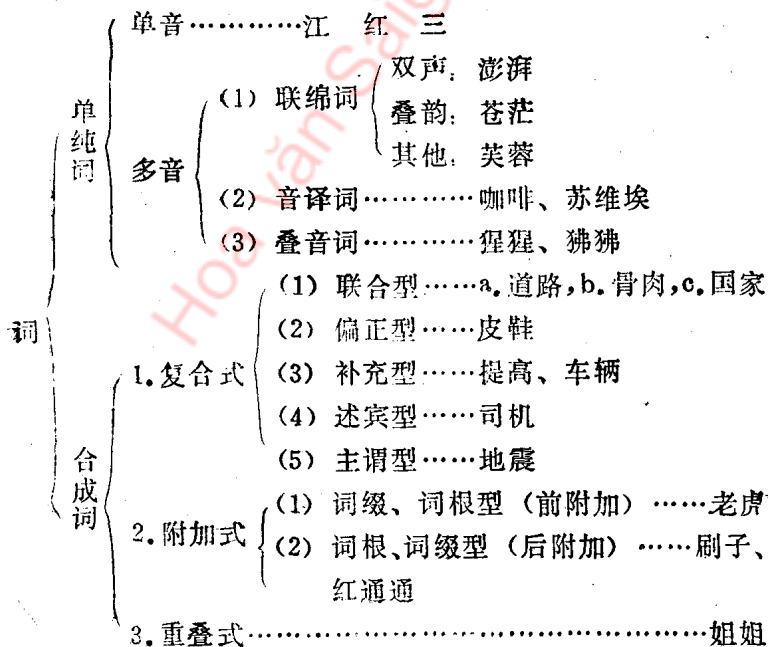 单音…………江 红 三
单纯词
多音
(1) 联绵词
双声：澎湃
叠韵：苍茫
其他：芙蓉
(2) 音译词…………咖啡、苏维埃
(3) 叠音词…………猩猩、狒狒
词
合成词
1.复合式
(1) 联合型……a.道路,b.骨肉,c.国家
(2) 偏正型……皮鞋
(3) 补充型……提高、车辆
(4) 述宾型……司机
(5) 主谓型……地震
2.附加式
(1) 词缀、词根型（前附加）……老虎
(2) 词根、词缀型（后附加）……刷子、
红通通
3.重叠式………………………………………姐姐
Hoa văn Saig